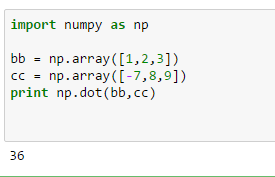 import numpy as np
bb = np.array([1,2,3])
cc = np.array([-7,8,9])
print np.dot(bb,cc)
36